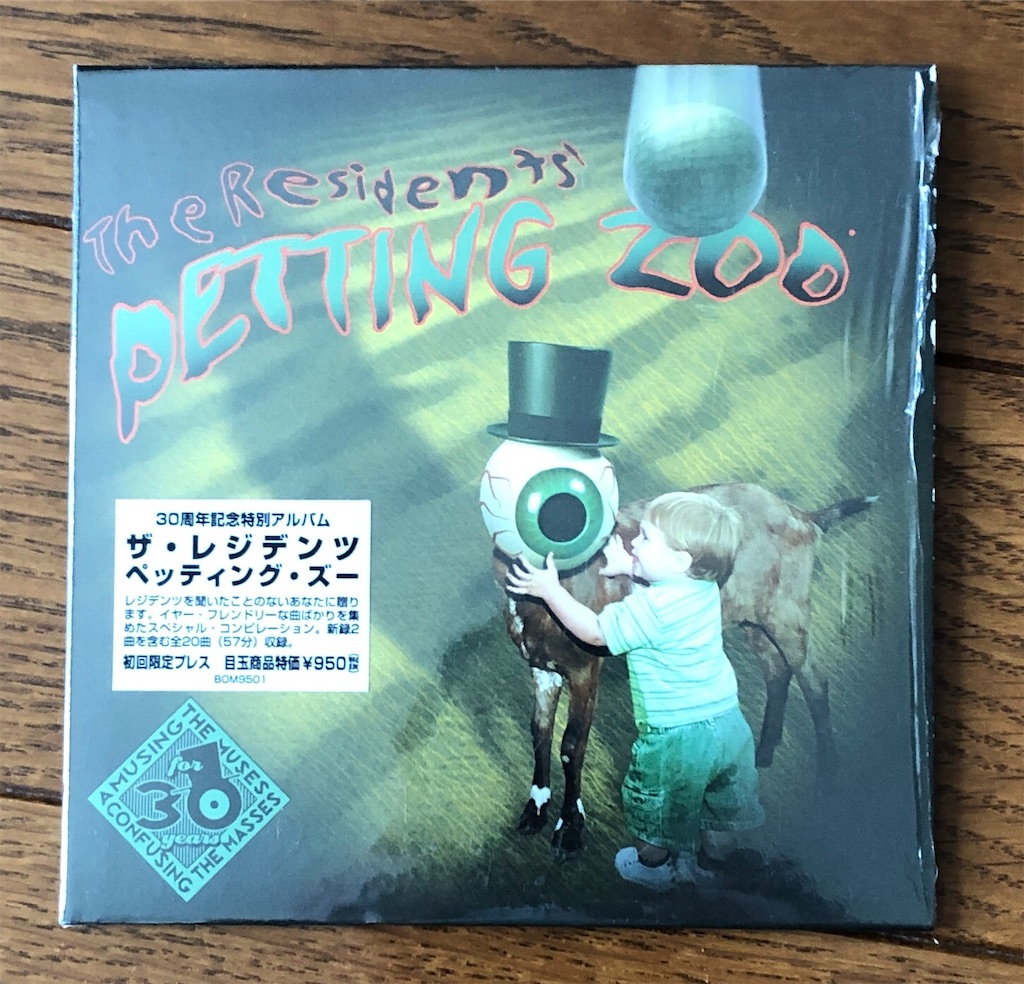 The Residents'
PETTING ZOO
30周年記念特別アルバム
ザ・レジデンツ
ペッティング・ズー
レジデンツを聞いたことのないあなたに贈り
ます。イヤー・フレンドリーな曲ばかりを集
めたスペシャル・コンピレーション。新録2
曲を含む全20曲（57分）収録。
初回限定プレス 目玉商品特価￥950
BOM9501
AMUSING THE MUSES
for
30
years
CONFUSING THE MASSES